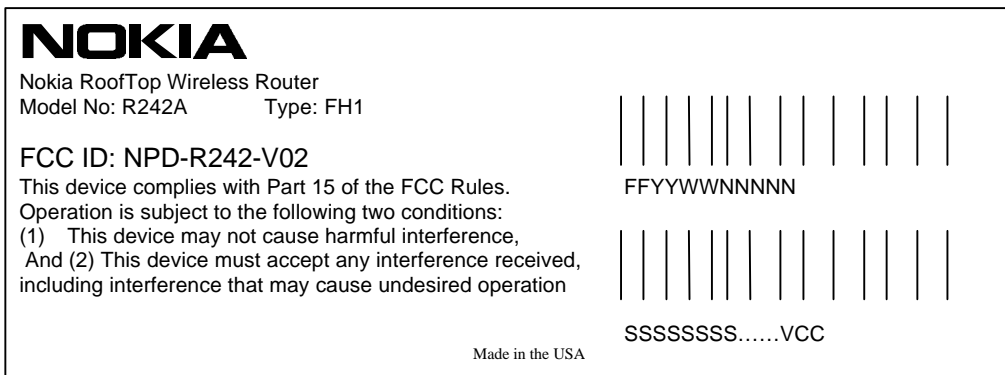 NOKIA
Nokia RoofTop Wireless Router
Model No: R242A Type: FH1
FCC ID: NPD-R242-V02
This device complies with Part 15 of the FCC Rules.
Operation is subject to the following two conditions:
(1) This device may not cause harmful interference,
And (2) This device must accept any interference received,
including interference that may cause undesired operation
Made in the USA
FFYYWWNNNNN
SSSSSSSS......VCC